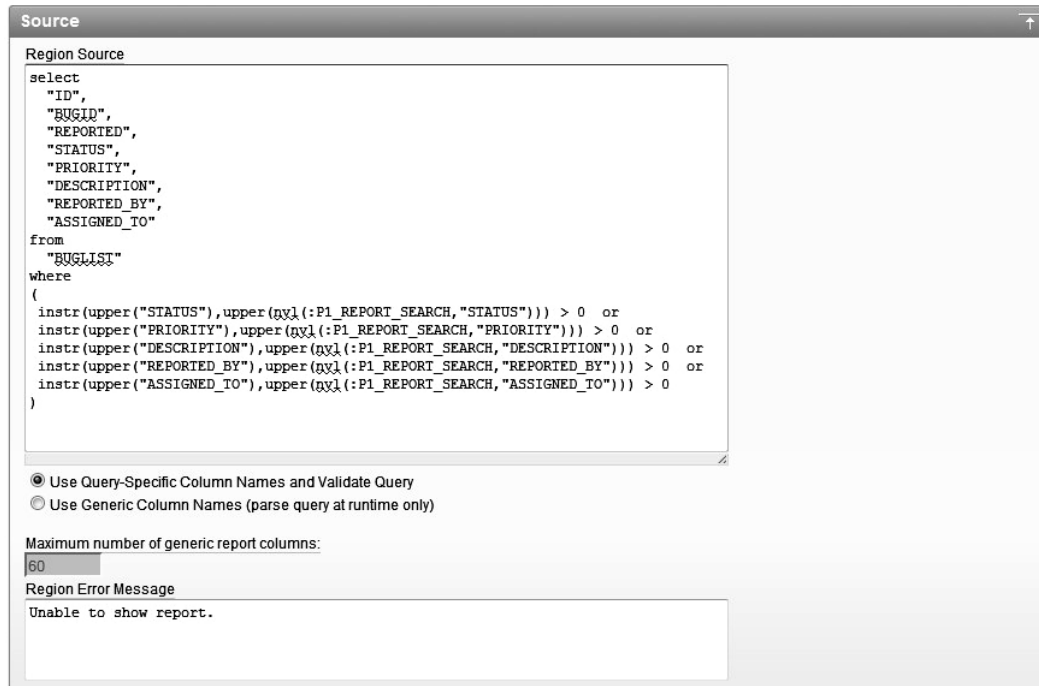 Source
Region Source
select
"ID",
"BUGID",
"REPORTED",
"STATUS",
"PRIORITY",
"DESCRIPTION",
"REPORTED_BY",
"ASSIGNED_TO"
from
"BUGLIST"
where
(
instr(upper("STATUS"),upper(nvl(:P1_REPORT_SEARCH,"STATUS"))) > 0  or
instr(upper("PRIORITY"),upper(nvl(:P1_REPORT_SEARCH,"PRIORITY"))) > 0  or
instr(upper("DESCRIPTION"),upper(nvl(:P1_REPORT_SEARCH,"DESCRIPTION"))) > 0  or
instr(upper("REPORTED_BY"),upper(nvl(:P1_REPORT_SEARCH,"REPORTED_BY"))) > 0  or
instr(upper("ASSIGNED_TO"),upper(nvl(:P1_REPORT_SEARCH,"ASSIGNED_TO"))) > 0
)
Use Query-Specific Column Names and Validate Query
Use Generic Column Names (parse query at runtime only)
Maximum number of generic report columns:
60
Region Error Message
Unable to show report.